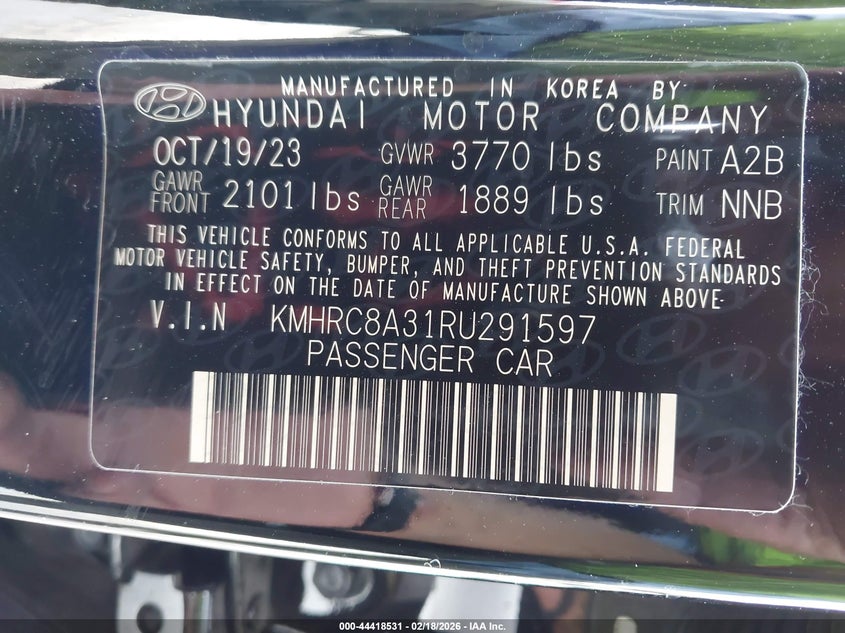 MANUFACTURED IN KOREA BY
HYUNDAI MOTOR COMPANY
OCT/19/23 GVWR 3770 lbs PAINT A2B
GAWR FRONT 2101 lbs GAWR REAR 1889 lbs TRIM NNB
THIS VEHICLE CONFORMS TO ALL APPLICABLE U.S.A. FEDERAL
MOTOR VEHICLE SAFETY, BUMPER, AND THEFT PREVENTION STANDARDS
IN EFFECT ON THE DATE OF MANUFACTURE SHOWN ABOVE.
V.I.N KMHRC8A31RU291597
PASSENGER CAR
000-44418531 - 02/18/2026 - IAA Inc.